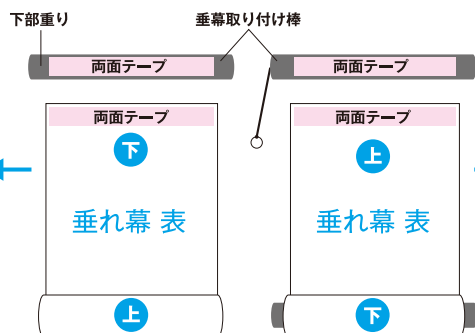 下部重り
垂幕取り付け棒
両面テープ
両面テープ
両面テープ
両面テープ
下
上
垂れ幕 表
垂れ幕 表
上
下